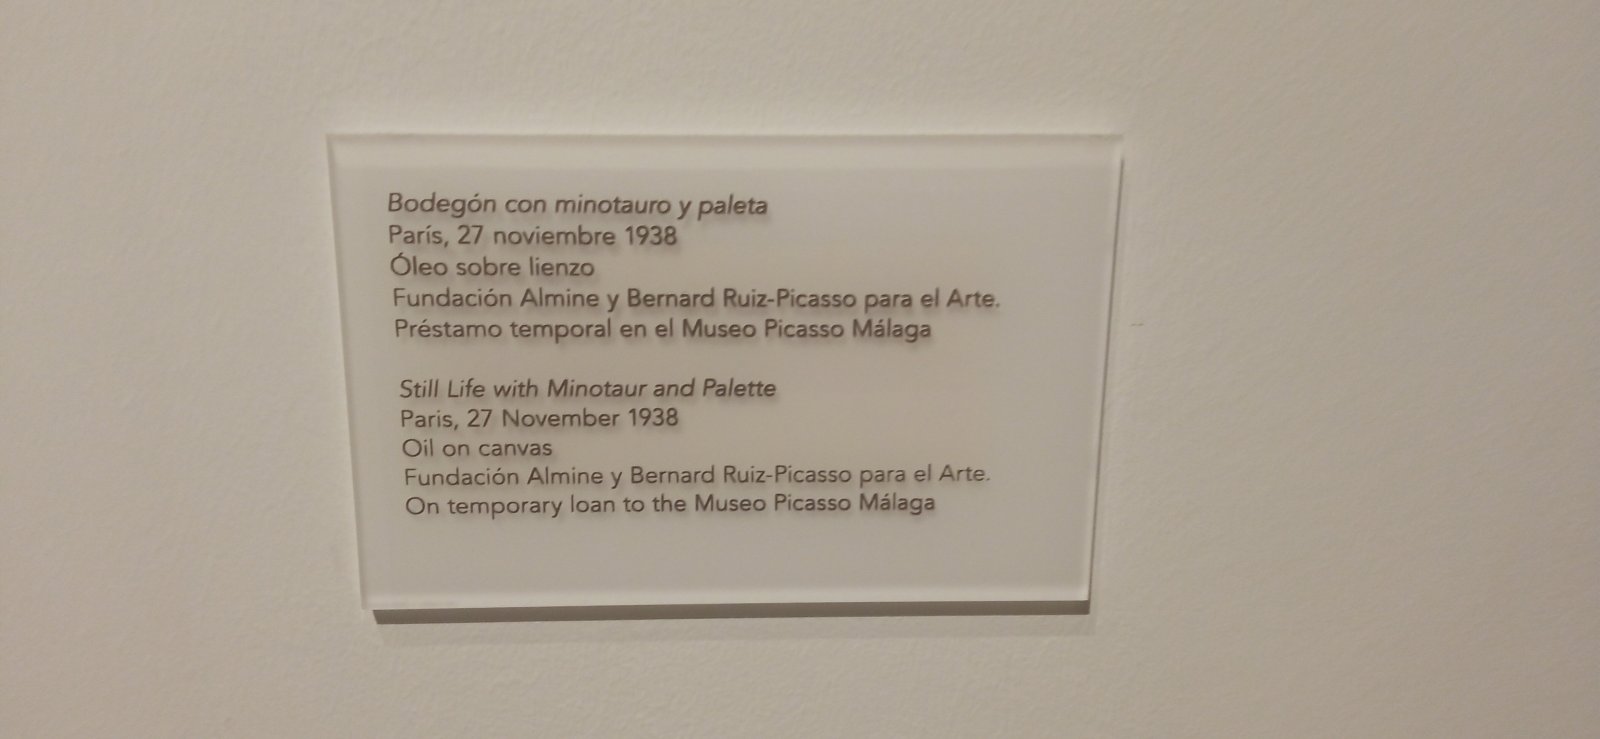 Bodegón con minotauro y paleta
París, 27 noviembre 1938
Óleo sobre lienzo
Fundación Almine y Bernard Ruiz-Picasso para el Arte.
Préstamo temporal en el Museo Picasso Málaga
Still Life with Minotaur and Palette
Paris, 27 November 1938
Oil on canvas
Fundación Almine y Bernard Ruiz-Picasso para el Arte.
On temporary loan to the Museo Picasso Málaga